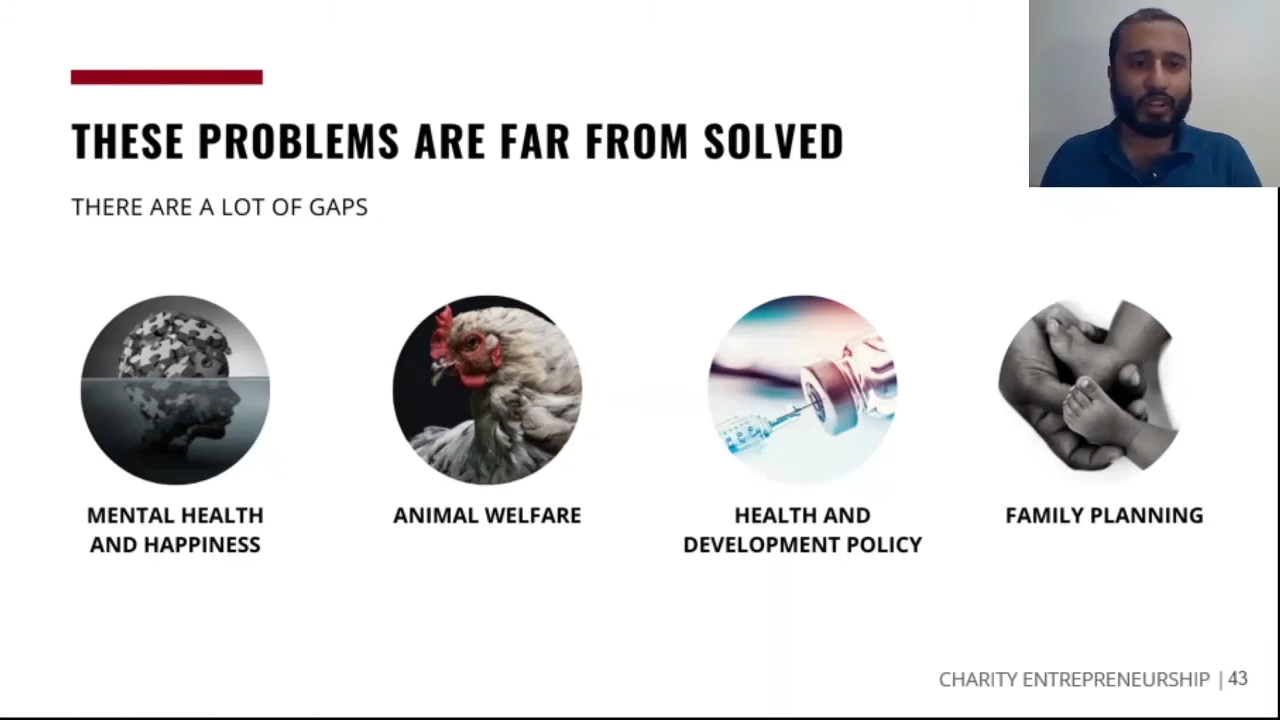 THESE PROBLEMS ARE FAR FROM SOLVED
THERE ARE A LOT OF GAPS
MENTAL HEALTH
AND HAPPINESS
ANIMAL WELFARE
HEALTH AND
DEVELOPMENT POLICY
FAMILY PLANNING
CHARITY ENTREPRENEURSHIP | 43